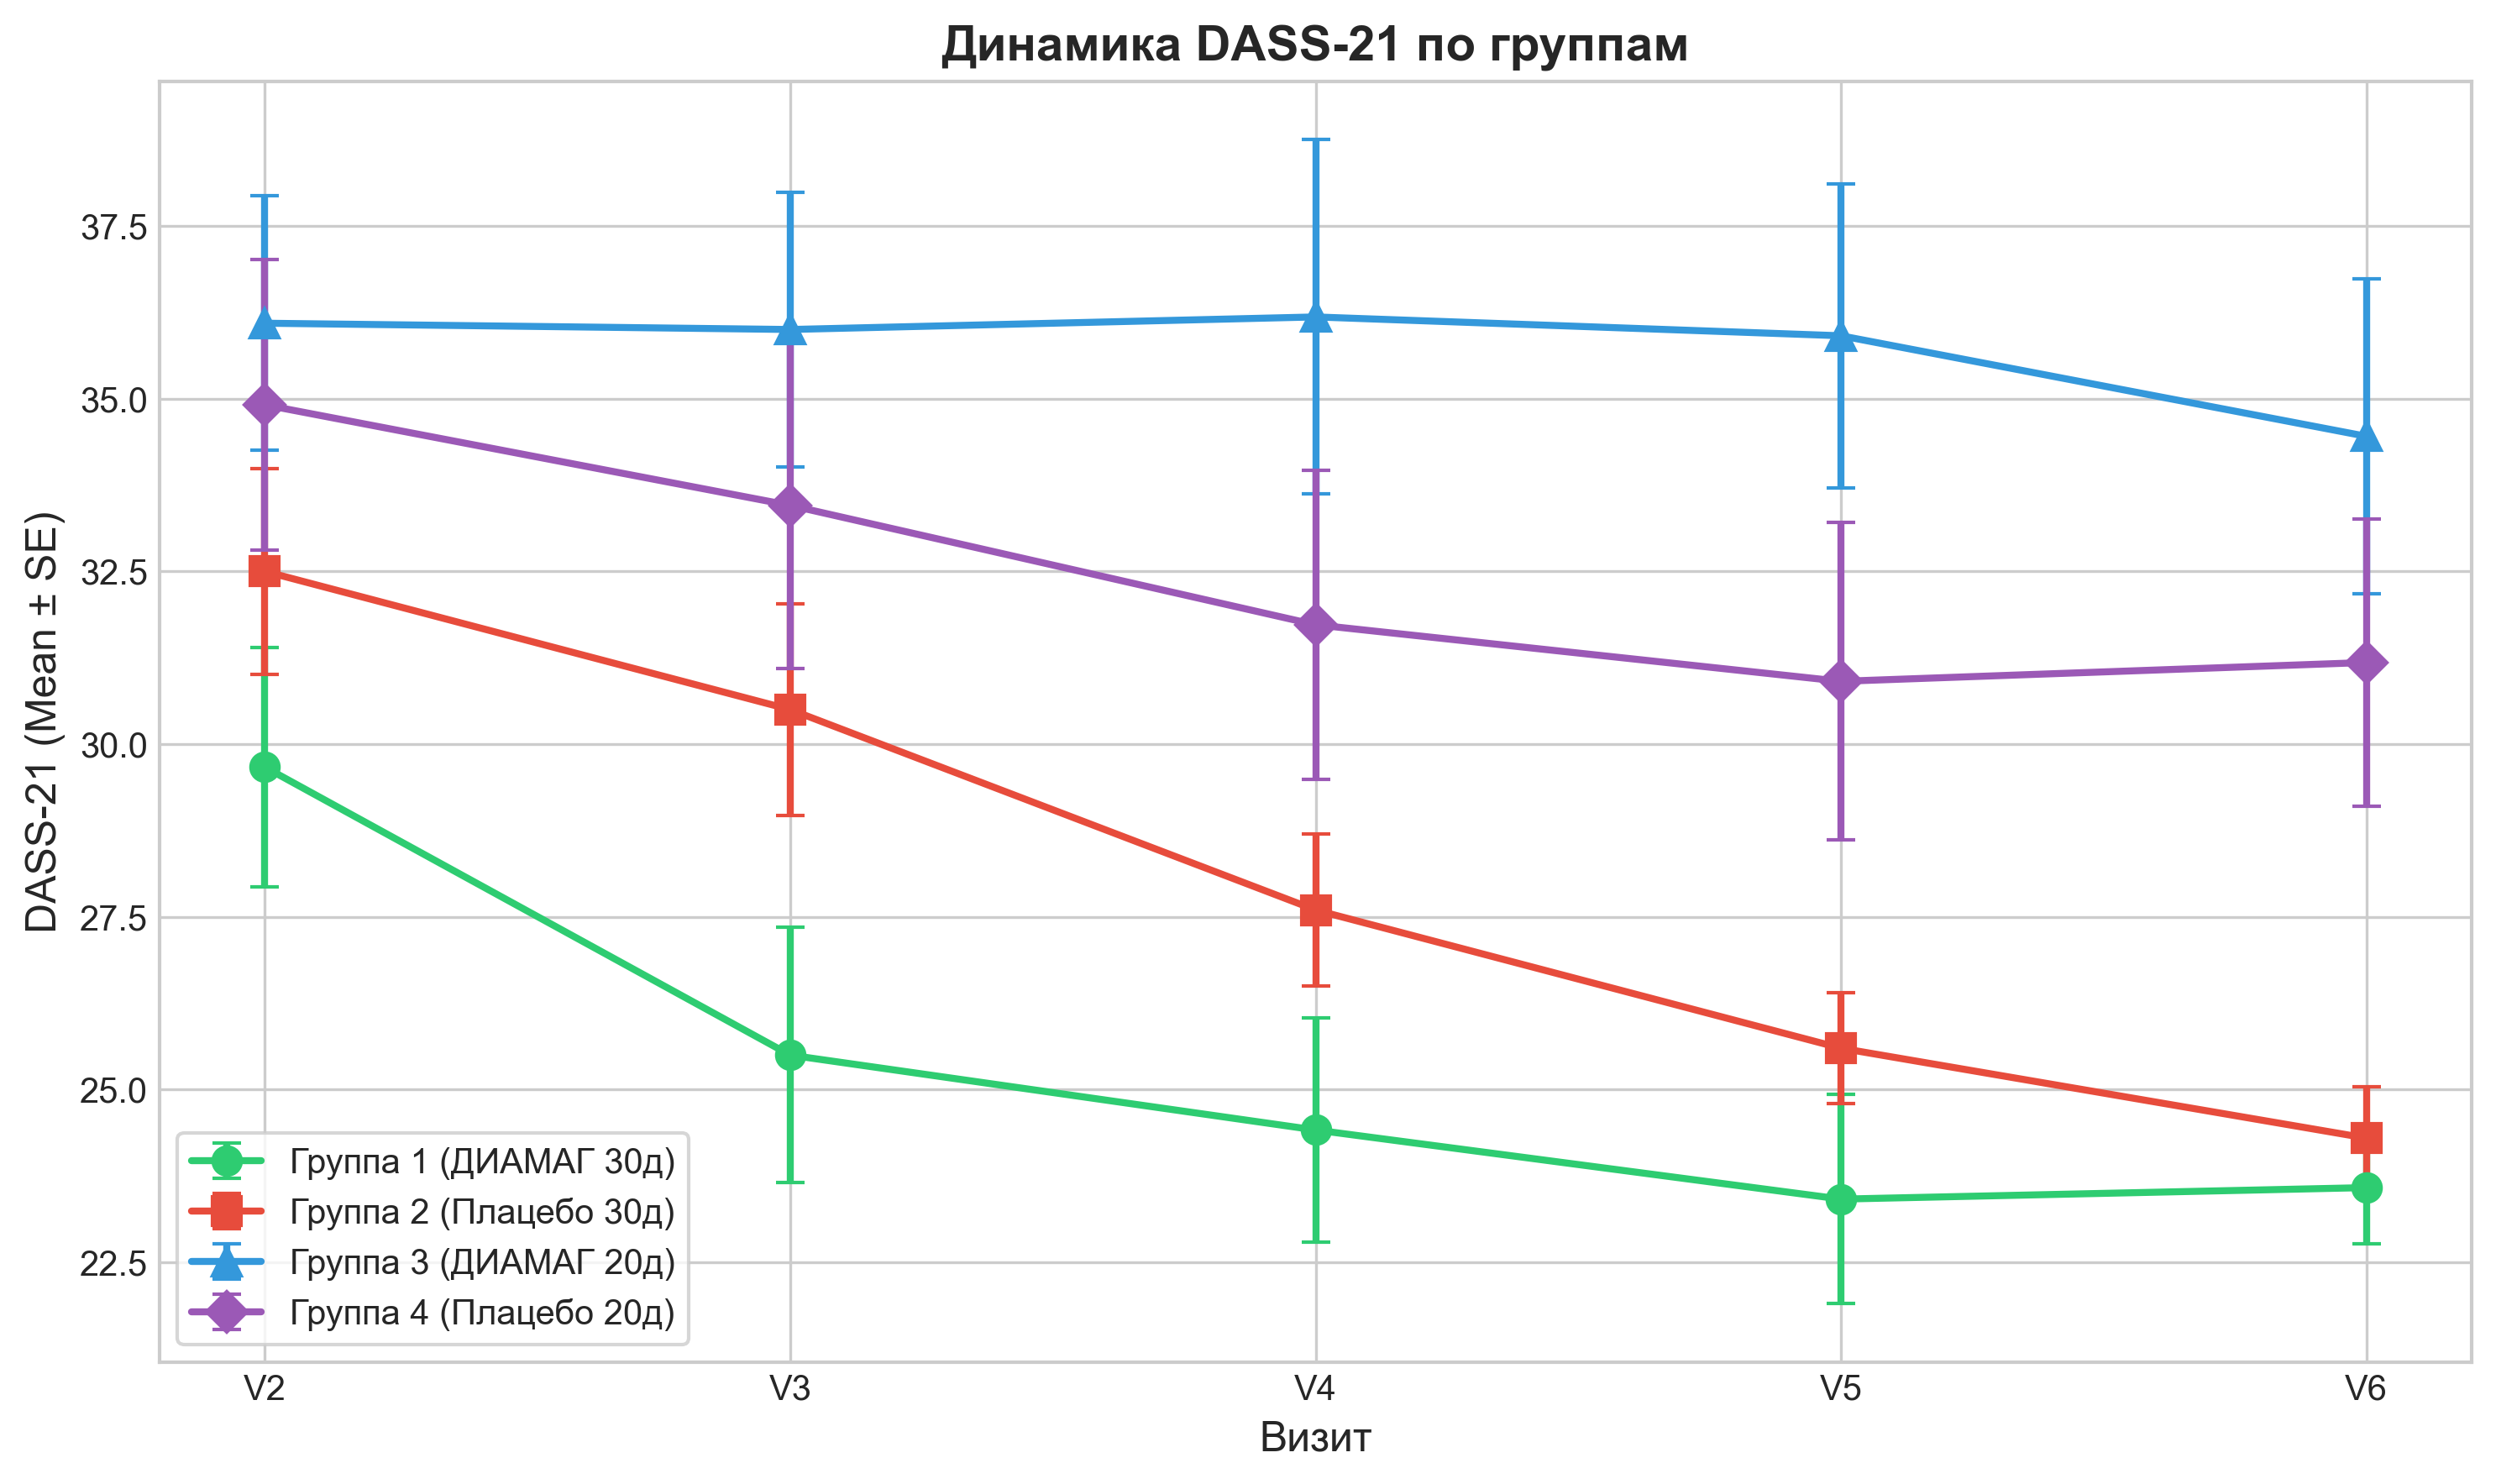 Динамика DASS-21 по группам
DASS-21 (Mean ± SE)
37.5
35.0
32.5
30.0
27.5
25.0
22.5
Группа 1 (ДИАМАГ 30д)
Группа 2 (Плацебо 30д)
Группа 3 (ДИАМАГ 20д)
Группа 4 (Плацебо 20д)
V2 V3 V4 V5 V6
Визит